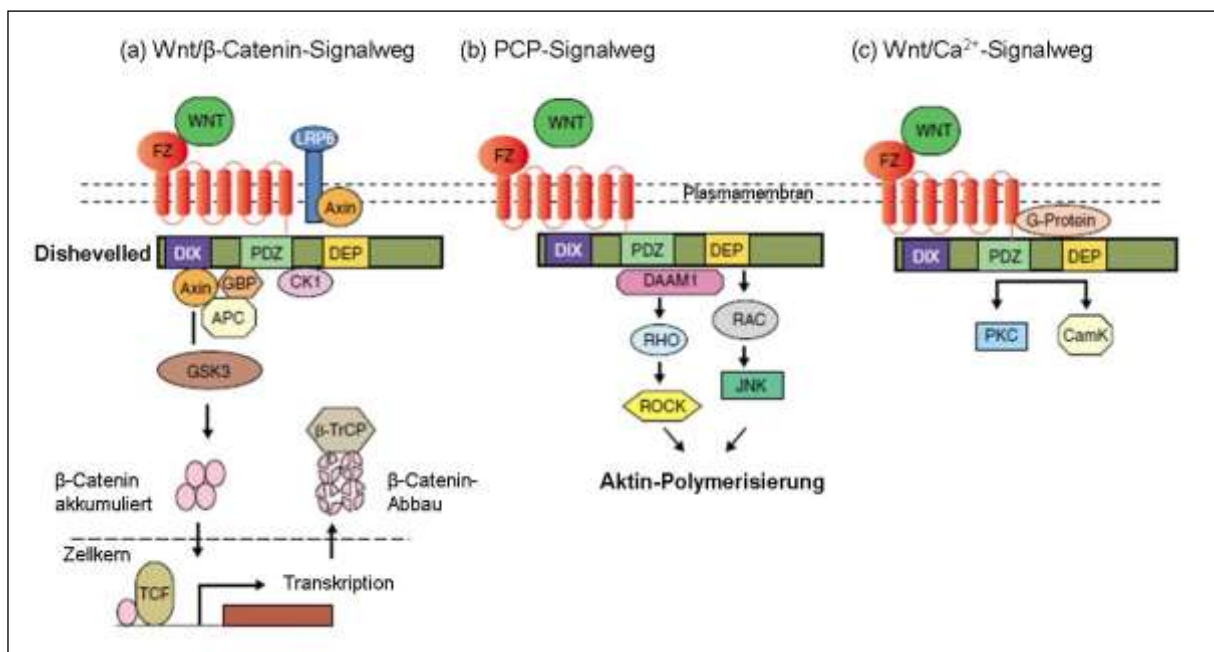 (a) Wnt/β-Catenin-Signalweg
(b) PCP-Signalweg
(c) Wnt/Ca²⁺-Signalweg
WNT
FZ
LRP6
Axin
Dishevelled
DIX
PDZ
DEP
Axin
GBP
CK1
APC
GSK3
β-Catenin
akkumuliert
β-TrCP
β-Catenin-
Abbau
Zellkern
TCF
Transkription
WNT
FZ
Plasmamembran
DIX
PDZ
DEP
DAAM1
RHO
RAC
ROCK
JNK
Aktin-Polymerisierung
WNT
FZ
G-Protein
DIX
PDZ
DEP
PKC
CamK